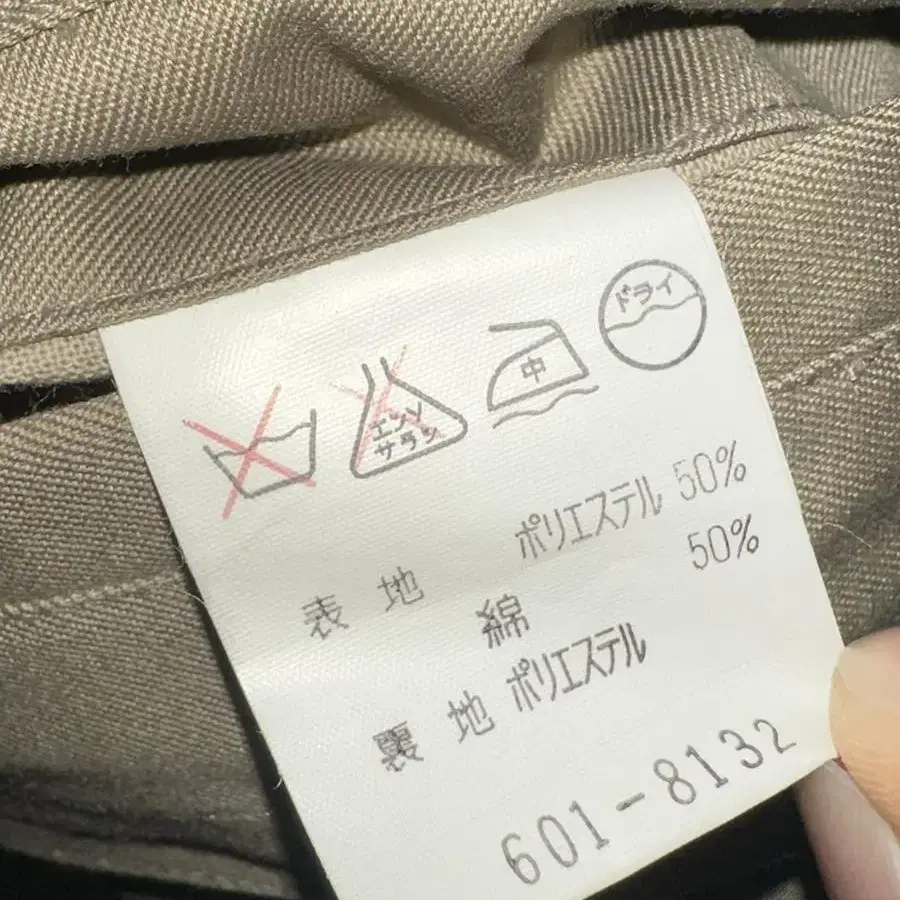 エンソ
サラシ
中
ドライ
表地 ポリエステル 50%
綿 50%
裏地 ポリエステル
601-8132